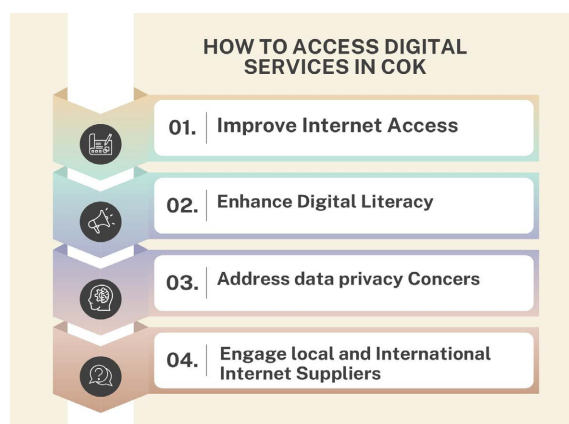 HOW TO ACCESS DIGITAL
SERVICES IN COK
01. Improve Internet Access
02. Enhance Digital Literacy
03. Address data privacy Concers
04. Engage local and International
Internet Suppliers